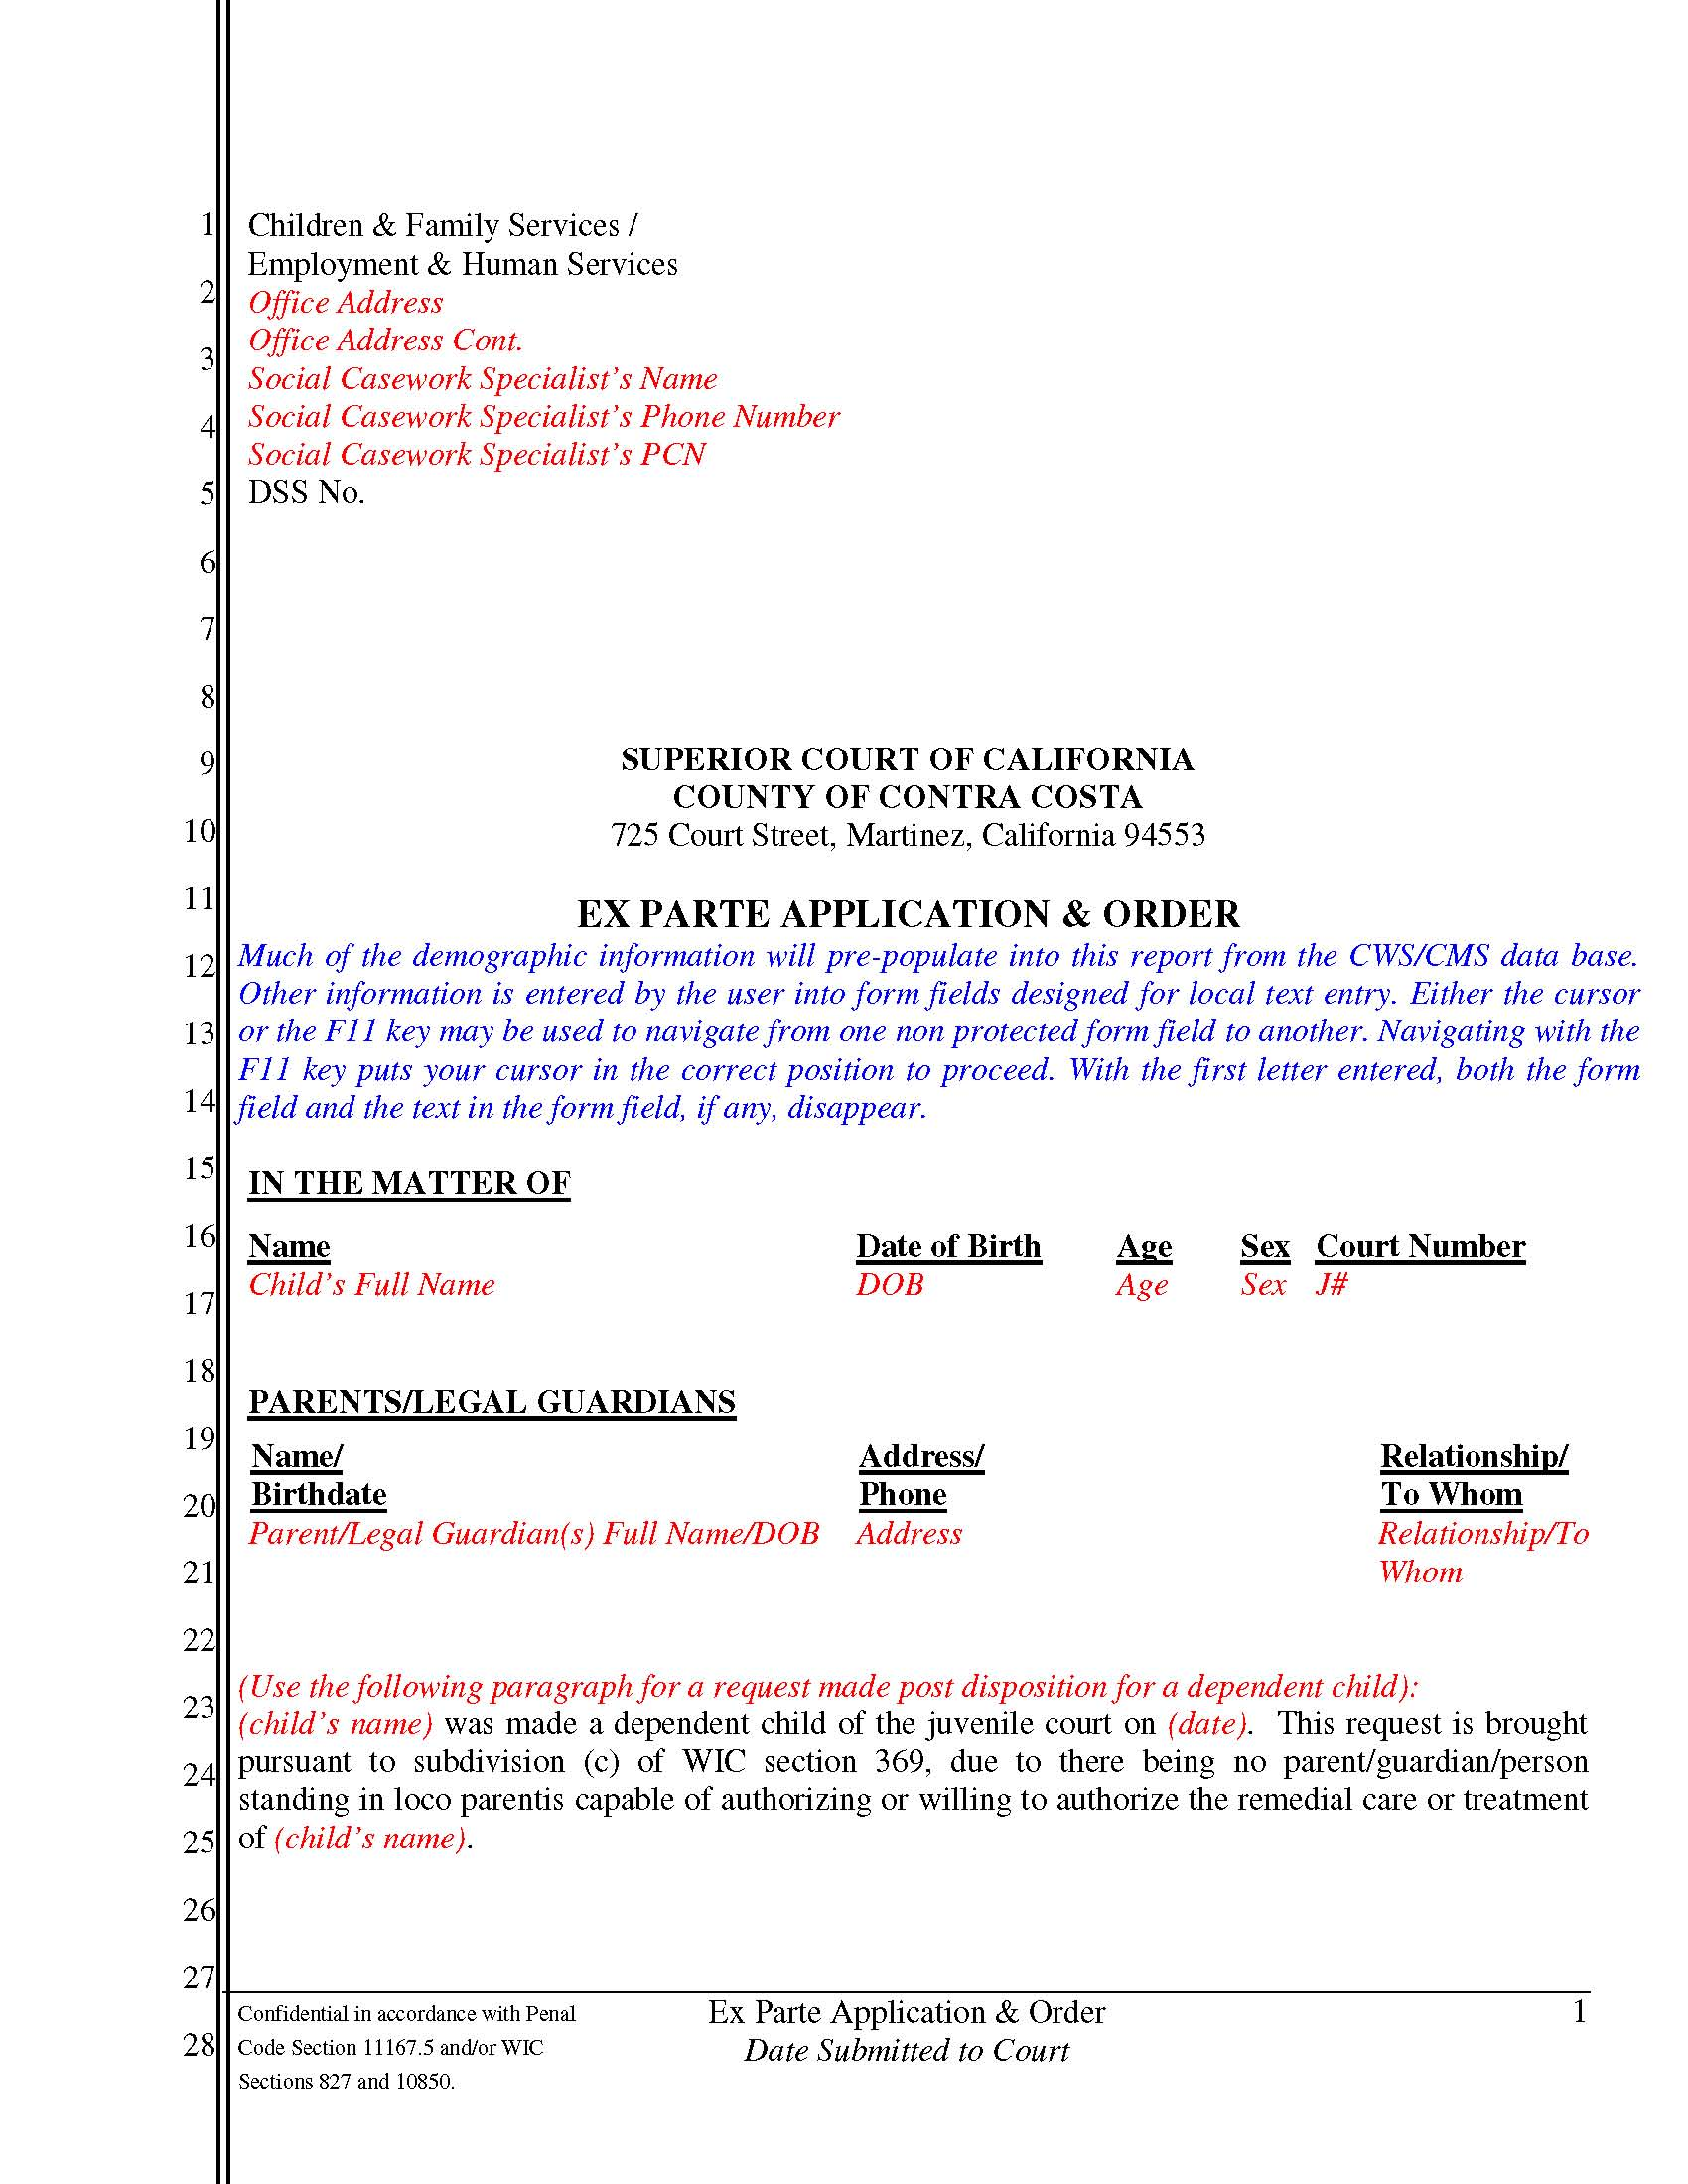 1
Children & Family Services /
Employment & Human Services
2
Office Address
Office Address Cont.
3
Social Casework Specialist's Name
4
Social Casework Specialist's Phone Number
Social Casework Specialist's PCN
5
DSS No.
6
7
8
9
SUPERIOR COURT OF CALIFORNIA
COUNTY OF CONTRA COSTA
10
725 Court Street, Martinez, California 94553
11
EX PARTE APPLICATION & ORDER
12
Much of the demographic information will pre-populate into this report from the CWS/CMS data base.
Other information is entered by the user into form fields designed for local text entry. Either the cursor
13
or the F11 key may be used to navigate from one non protected form field to another. Navigating with the
F11 key puts your cursor in the correct position to proceed. With the first letter entered, both the form
14
field and the text in the form field, if any, disappear.
15
IN THE MATTER OF
16
Name Date of Birth Age Sex Court Number
Child's Full Name DOB Age Sex J#
17
18
PARENTS/LEGAL GUARDIANS
19
Name/ Address/ Relationship/
Birthdate Phone To Whom
20
Parent/Legal Guardian(s) Full Name/DOB Address Relationship/To
21
Whom
22
(Use the following paragraph for a request made post disposition for a dependent child):
23
(child's name) was made a dependent child of the juvenile court on (date). This request is brought
24
pursuant to subdivision (c) of WIC section 369, due to there being no parent/guardian/person
standing in loco parentis capable of authorizing or willing to authorize the remedial care or treatment
25
of (child's name).
26
27
Confidential in accordance with Penal
Code Section 11167.5 and/or WIC
28
Sections 827 and 10850.
Ex Parte Application & Order
Date Submitted to Court
1